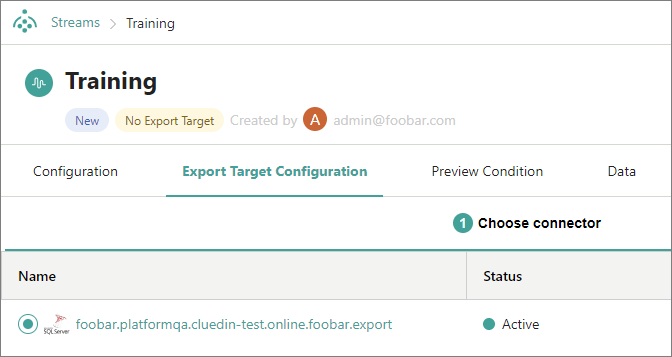 Streams > Training
Training
New No Export Target Created by A admin@foobar.com
Configuration Export Target Configuration Preview Condition Data
1 Choose connector
Name Status
SQL Server foobar.platformqa.cluedin-test.online.foobar.export Active